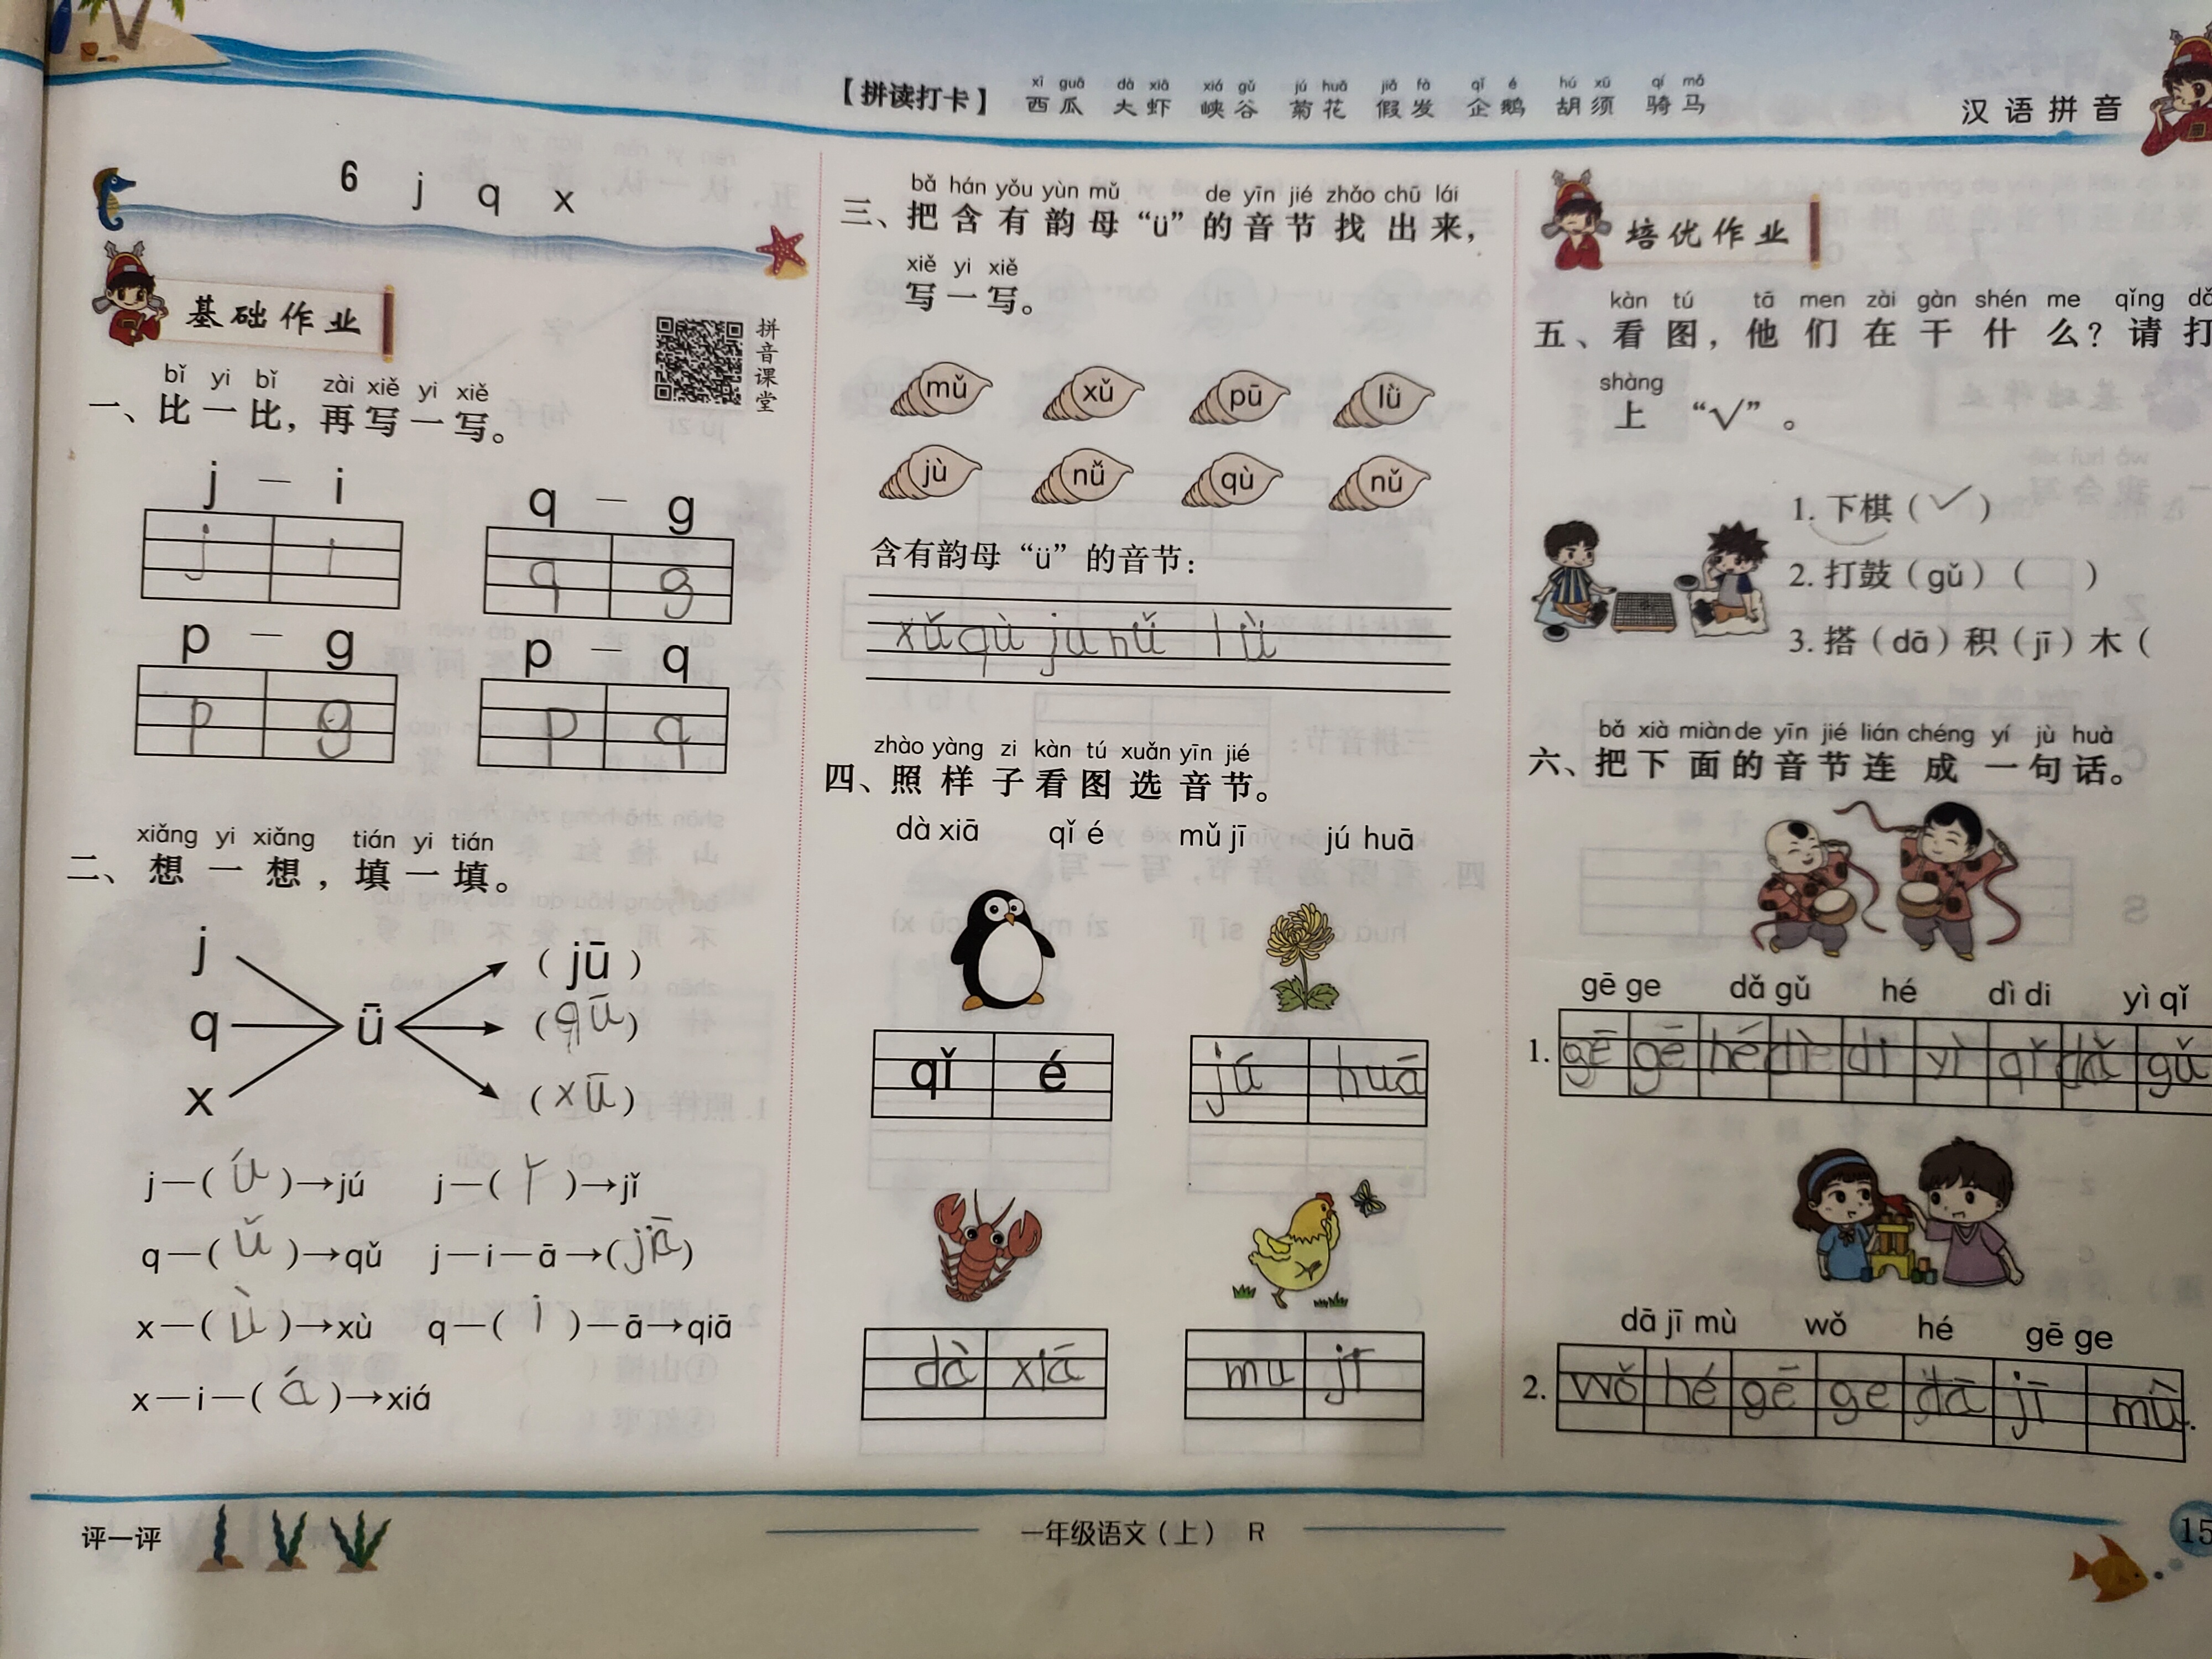 6 j q x
基础作业
拼音课堂
bǐ yi bǐ zài xiě yi xiě
一、比一比，再写一写。
j — i q — g
j i q g
p — g p — q
p g p q
xiǎng yi xiǎng tián yi tián
二、想一想，填一填。
j ( jū )
q ü ( qū )
x ( xū )
j—( ú )→jú j—( ǐ )→jǐ
q—( ǔ )→qǔ j—i—ā→( jiā )
x—( ù )→xù q—( i )—ā→qiā
x—i—( á )→xiá
【拼读打卡】
xī guā dà xiā xiá gǔ jú huā jiǎ fà qǐ é hú xū qí mǎ
西瓜 大虾 峡谷 菊花 假发 企鹅 胡须 骑马
bǎ hán yǒu yùn mǔ de yīn jié zhǎo chū lái
三、把含有韵母“ü”的音节找出来，
xiě yi xiě
写一写。
mǔ xǔ pū lǜ
jù nǚ qù nǔ
含有韵母“ü”的音节：
xǔ qù ju nǚ lǜ
zhào yàng zi kàn tú xuǎn yīn jié
四、照样子看图选音节。
dà xiā qǐ é mǔ jī jú huā
qǐ é jú huā
dà xiā mu jī
汉语拼音
培优作业
kàn tú tā men zài gàn shén me qǐng dǎ
五、看图，他们在干什么？请打
shàng
上“√”。
1. 下棋（√）
2. 打鼓（gǔ）（ ）
3. 搭（dā）积（jī）木（
bǎ xià miàn de yīn jié lián chéng yí jù huà
六、把下面的音节连成一句话。
gē ge dǎ gǔ hé dì di yì qǐ
1. gē ge hé dì di yì qǐ dǎ gǔ
dā jī mù wǒ hé gē ge
2. wǒ hé gē ge dā jī mù.
评一评
一年级语文（上） R
15